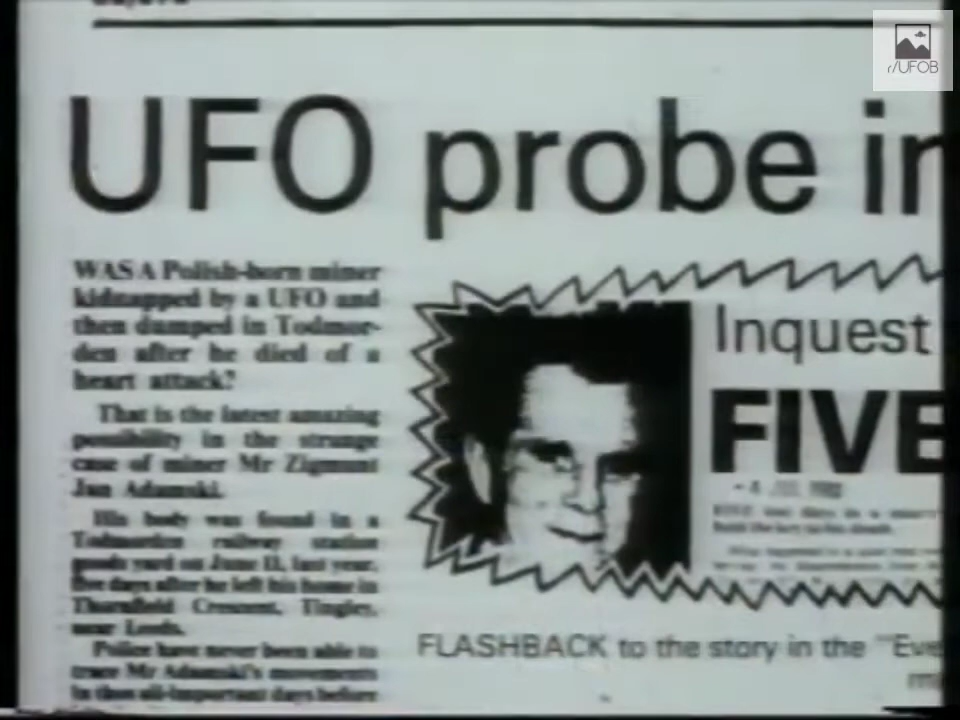 r/UFOB
UFO probe in
WAS A Polish-born miner
kidnapped by a UFO and
then dumped in Todmor-
den after he died of a
heart attack?
That is the latest amazing
possibility in the strange
case of miner Mr Zigmunt
Jan Adamski.
His body was found in a
Todmorden railway station
goods yard on June 11, last year,
five days after he left his home in
Thornfield Crescent, Tingley,
near Leeds.
Police have never been able to
trace Mr Adamski's movements
in thos all-important days before
Inquest
FIVE
FLASHBACK to the story in the "Eve